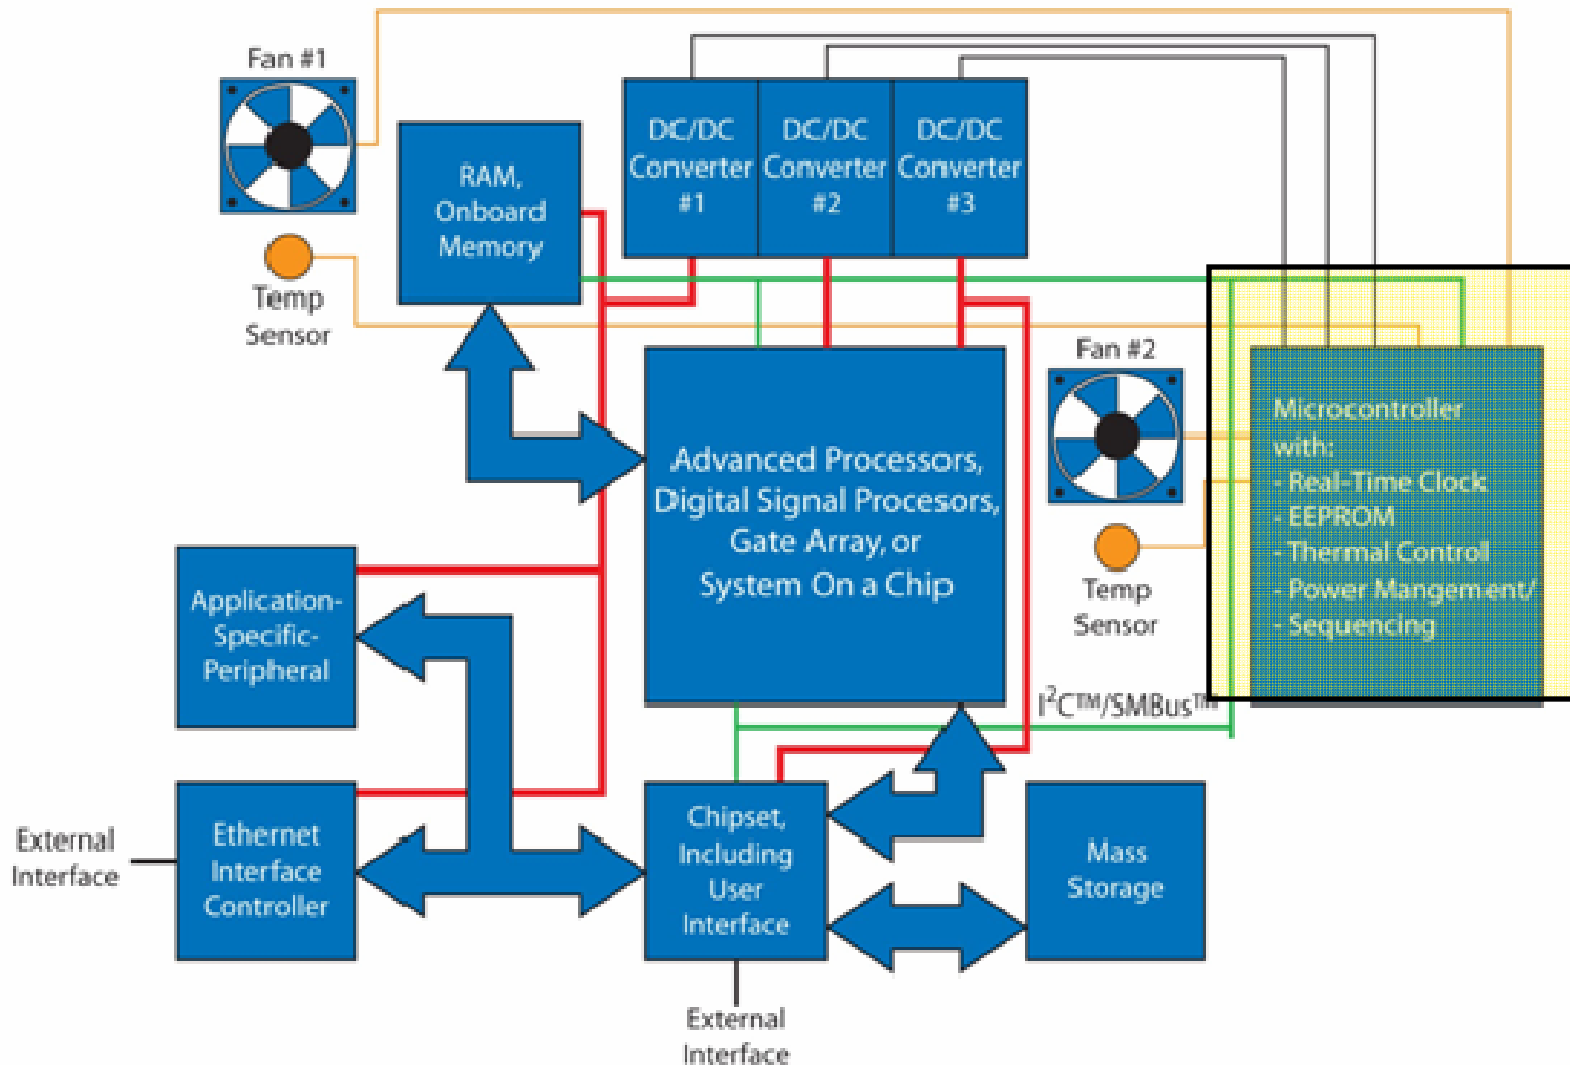 Fan #1
RAM,
Onboard
Memory
DC/DC
Converter
#1
DC/DC
Converter
#2
DC/DC
Converter
#3
Temp
Sensor
Fan #2
Microcontroller
with:
- Real-Time Clock
- EEPROM
- Thermal Controll
- Power Mangement/
- Sequencing
Advanced Processors,
Digital Signal Procesors,
Gate Array, or
System On a Chip
Temp
Sensor
Application-
Specific-
Peripheral
I²C™/SMBus™
External
Interface
Ethernet
Interface
Controller
Chipset,
Including
User
Interface
Mass
Storage
External
Interface